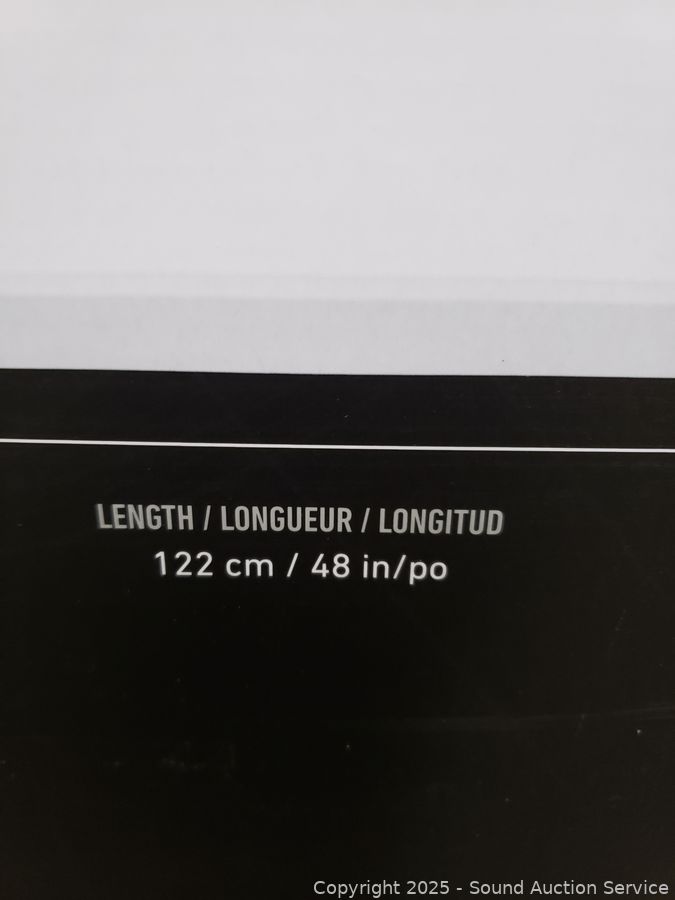 LENGTH / LONGUEUR / LONGITUD
122 cm / 48 in/po
Copyright 2025 - Sound Auction Service